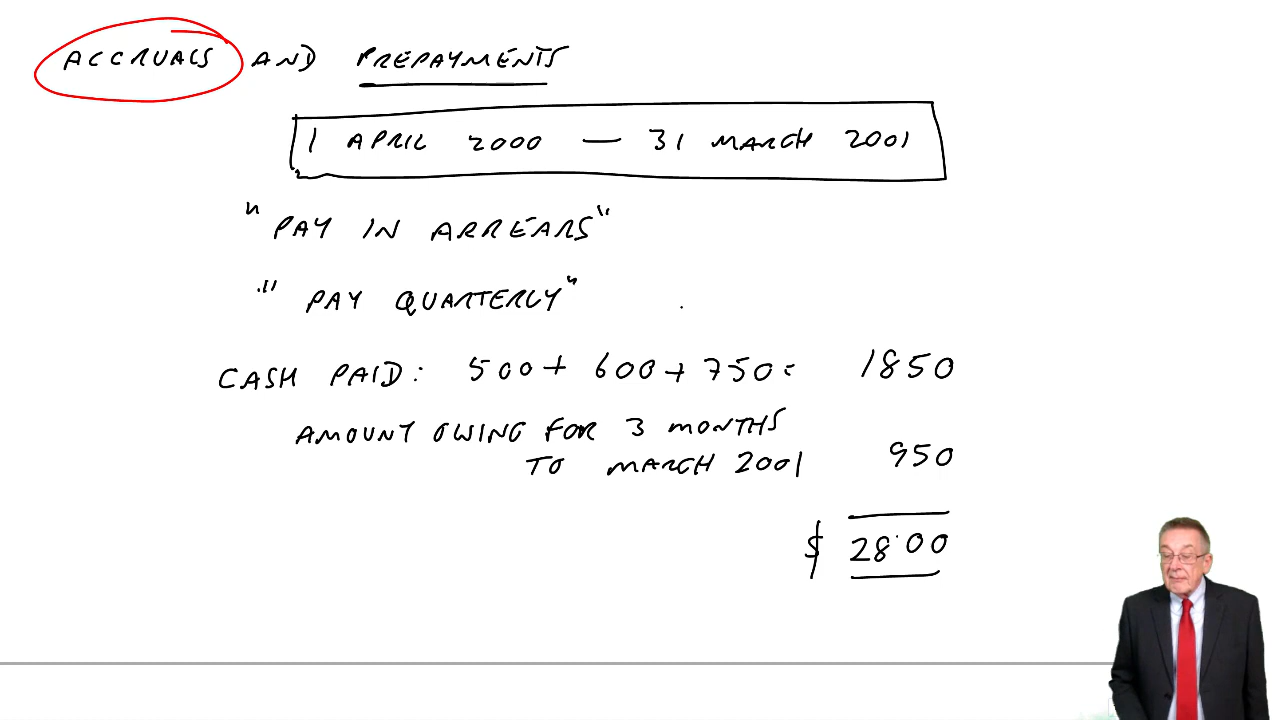 ACCRUALS AND PREPAYMENTS
1 APRIL 2000 — 31 MARCH 2001
"PAY IN ARREARS"
"PAY QUARTERLY"
CASH PAID: 500 + 600 + 750 = 1850
AMOUNT OWING FOR 3 MONTHS
TO MARCH 2001 950
$ 2800